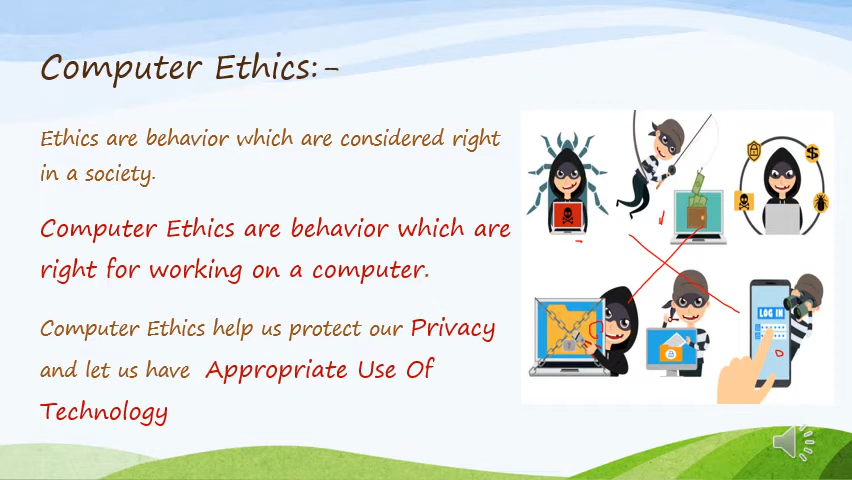 Computer Ethics:-
Ethics are behavior which are considered right
in a society.
Computer Ethics are behavior which are
right for working on a computer.
Computer Ethics help us protect our Privacy
and let us have Appropriate Use Of
Technology
$
LOG IN